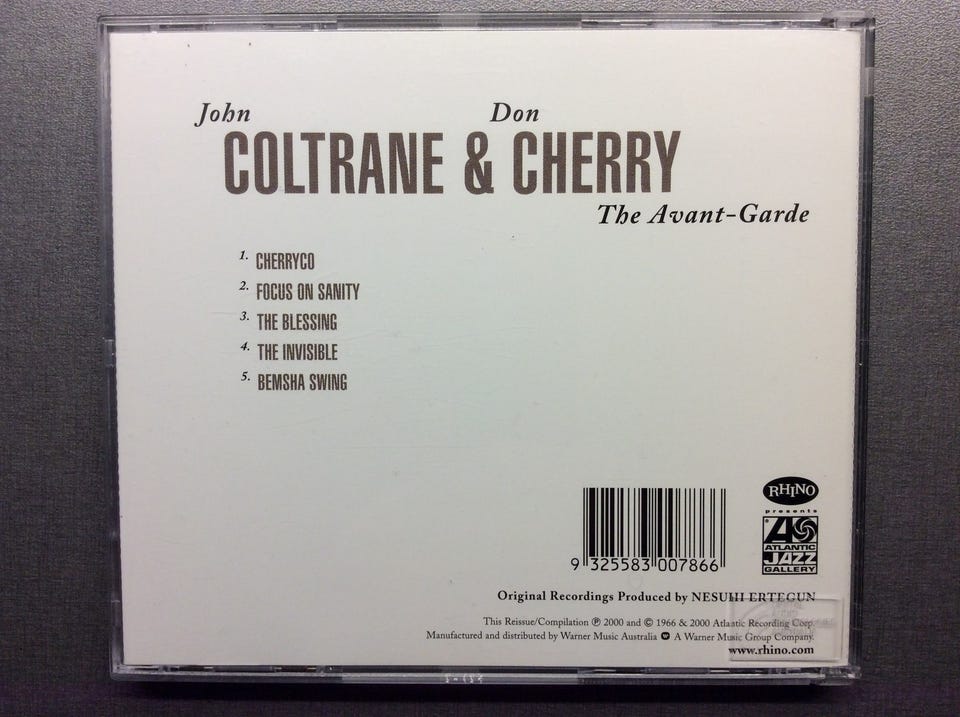 John Don
COLTRANE & CHERRY
The Avant-Garde
1. CHERRYCO
2. FOCUS ON SANITY
3. THE BLESSING
4. THE INVISIBLE
5. BEMSHA SWING
RHINO
presents
ATLANTIC
JAZZ
GALLERY
9 325583 007866
Original Recordings Produced by NESUHI ERTEGUN
This Reissue/Compilation ℗ 2000 and © 1966 & 2000 Atlantic Recording Corp.
Manufactured and distributed by Warner Music Australia A Warner Music Group Company.
www.rhino.com